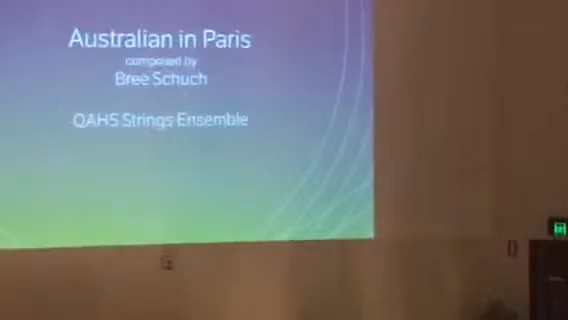 Australian in Paris
composed by
Bree Schuch
QAHS Strings Ensemble